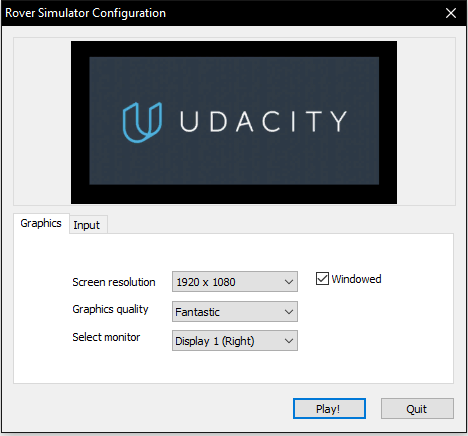 Rover Simulator Configuration
UDACITY
Graphics
Input
Screen resolution
1920 x 1080
Windowed
Graphics quality
Fantastic
Select monitor
Display 1 (Right)
Play!
Quit